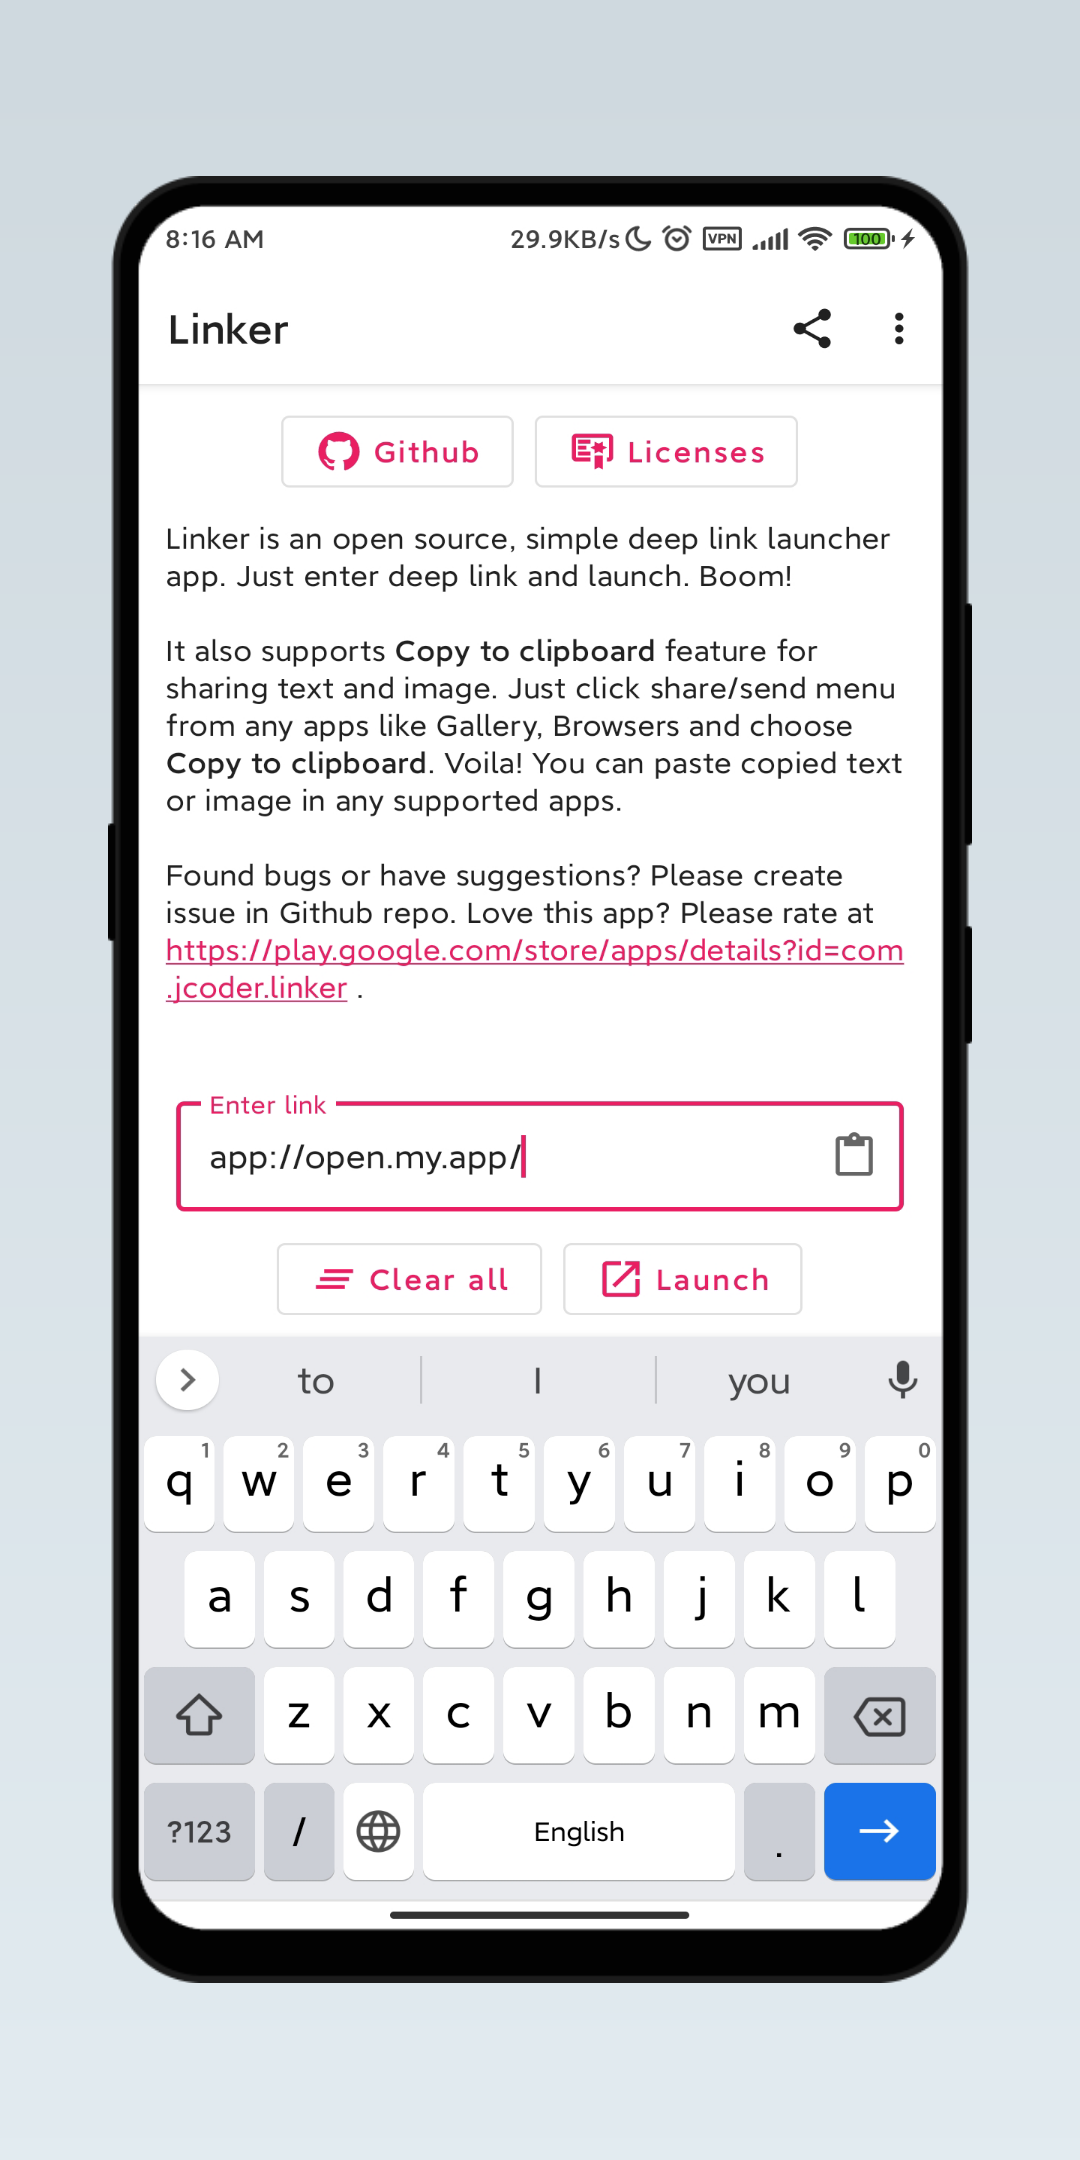 8:16 AM 29.9KB/s VPN 100
Linker
Github Licenses
Linker is an open source, simple deep link launcher
app. Just enter deep link and launch. Boom!
It also supports Copy to clipboard feature for
sharing text and image. Just click share/send menu
from any apps like Gallery, Browsers and choose
Copy to clipboard. Voila! You can paste copied text
or image in any supported apps.
Found bugs or have suggestions? Please create
issue in Github repo. Love this app? Please rate at
https://play.google.com/store/apps/details?id=com
.jcoder.linker .
Enter link
app://open.my.app/
Clear all Launch
to I you
q 1 w 2 e 3 r 4 t 5 y 6 u 7 i 8 o 9 p 0
a s d f g h j k l
z x c v b n m
?123 / English .